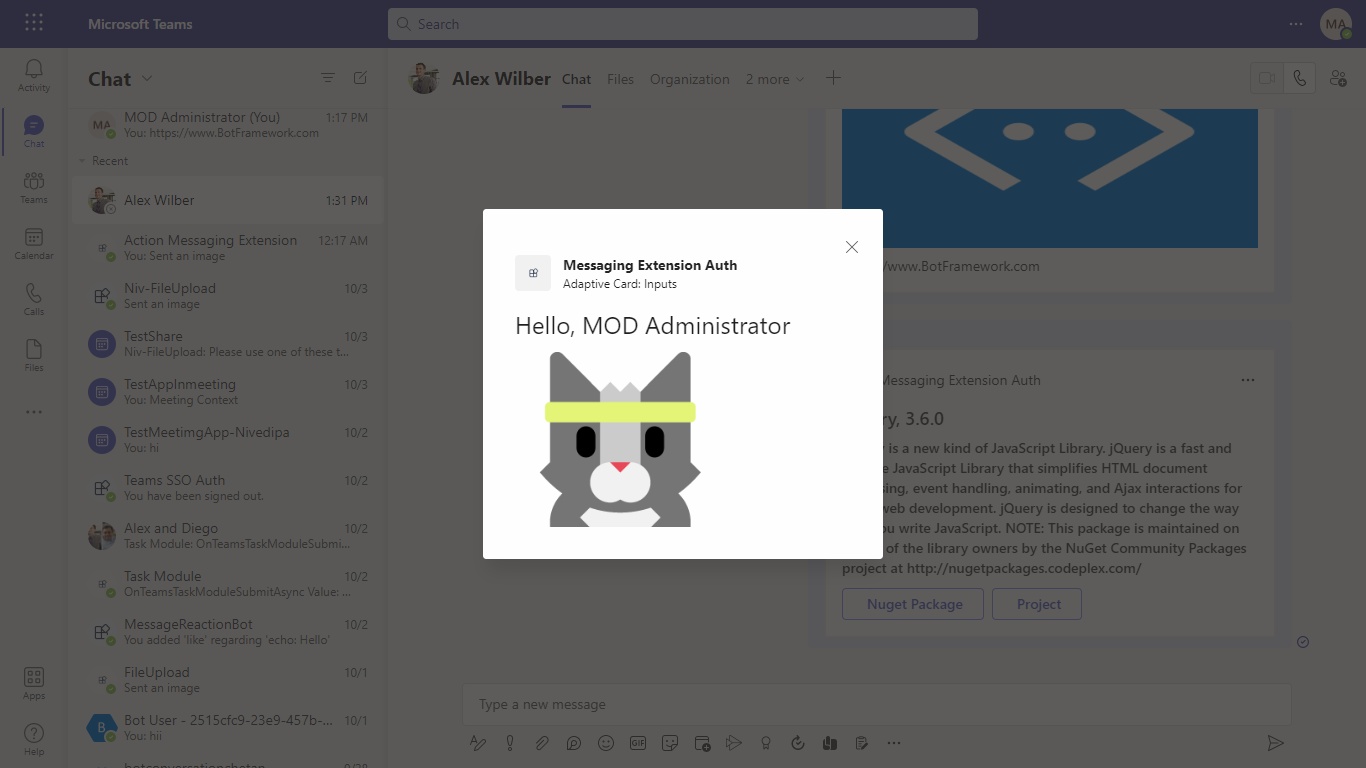 Microsoft Teams
Search
MA
Activity
Chat
Teams
Calendar
Calls
Files
Apps
Help
Chat
MA
MOD Administrator (You) 1:17 PM
You: https://www.BotFramework.com
Recent
Alex Wilber 1:31 PM
Action Messaging Extension 12:17 AM
You: Sent an image
Niv-FileUpload 10/3
Sent an image
TestShare 10/3
Niv-FileUpload: Please use one of these t...
TestAppInmeeting 10/3
You: Meeting Context
TestMeetimgApp-Nivedipa 10/2
You: hi
Teams SSO Auth 10/2
You have been signed out.
Alex and Diego 10/2
Task Module: OnTeamsTaskModuleSubmi...
Task Module 10/2
OnTeamsTaskModuleSubmitAsync Value: ...
MessageReactionBot 10/2
You added 'like' regarding 'echo: Hello'
FileUpload 10/1
Sent an image
B
Bot User - 2515cfc9-23e9-457b-... 10/1
You: hii
Alex Wilber Chat Files Organization 2 more
/www.BotFramework.com
Messaging Extension Auth
ry, 3.6.0
is a new kind of JavaScript Library. jQuery is a fast and
JavaScript Library that simplifies HTML document
sing, event handling, animating, and Ajax interactions for
web development. jQuery is designed to change the way
you write JavaScript. NOTE: This package is maintained on
of the library owners by the NuGet Community Packages
project at http://nugetpackages.codeplex.com/
Nuget Package Project
Messaging Extension Auth
Adaptive Card: Inputs
Hello, MOD Administrator
Type a new message
GIF